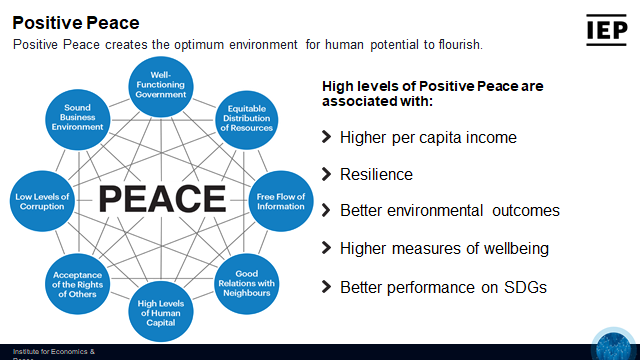 Positive Peace
Positive Peace creates the optimum environment for human potential to flourish.
IEP
Well-
Functioning
Government
Sound
Business
Environment
Equitable
Distribution
of Resources
Low Levels of
Corruption
PEACE
Free Flow of
Information
Acceptance
of the Rights
of Others
Good
Relations with
Neighbours
High Levels
of Human
Capital
High levels of Positive Peace are
associated with:
Higher per capita income
Resilience
Better environmental outcomes
Higher measures of wellbeing
Better performance on SDGs
Institute for Economics &
Peace